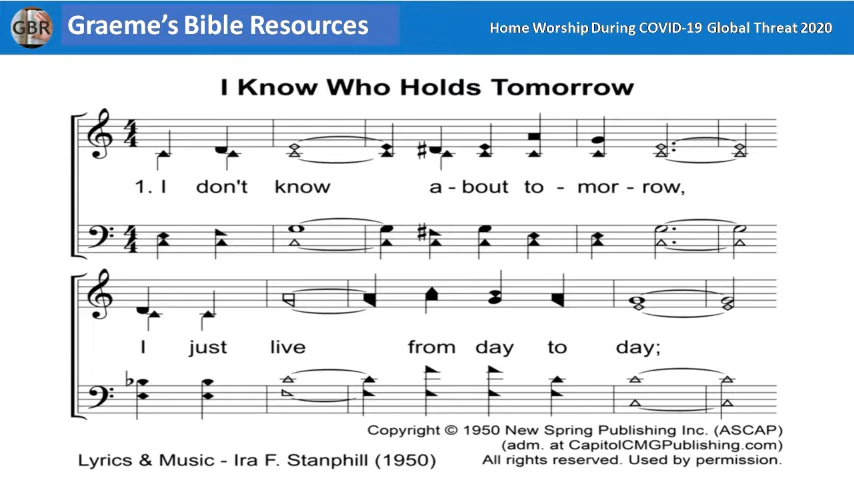 GBR
Graeme's Bible Resources
Home Worship During COVID-19 Global Threat 2020
I Know Who Holds Tomorrow
1. I don't know a - bout to - mor - row,
I just live from day to day;
Copyright © 1950 New Spring Publishing Inc. (ASCAP)
(adm. at CapitolCMGPublishing.com)
Lyrics & Music - Ira F. Stanphill (1950)
All rights reserved. Used by permission.